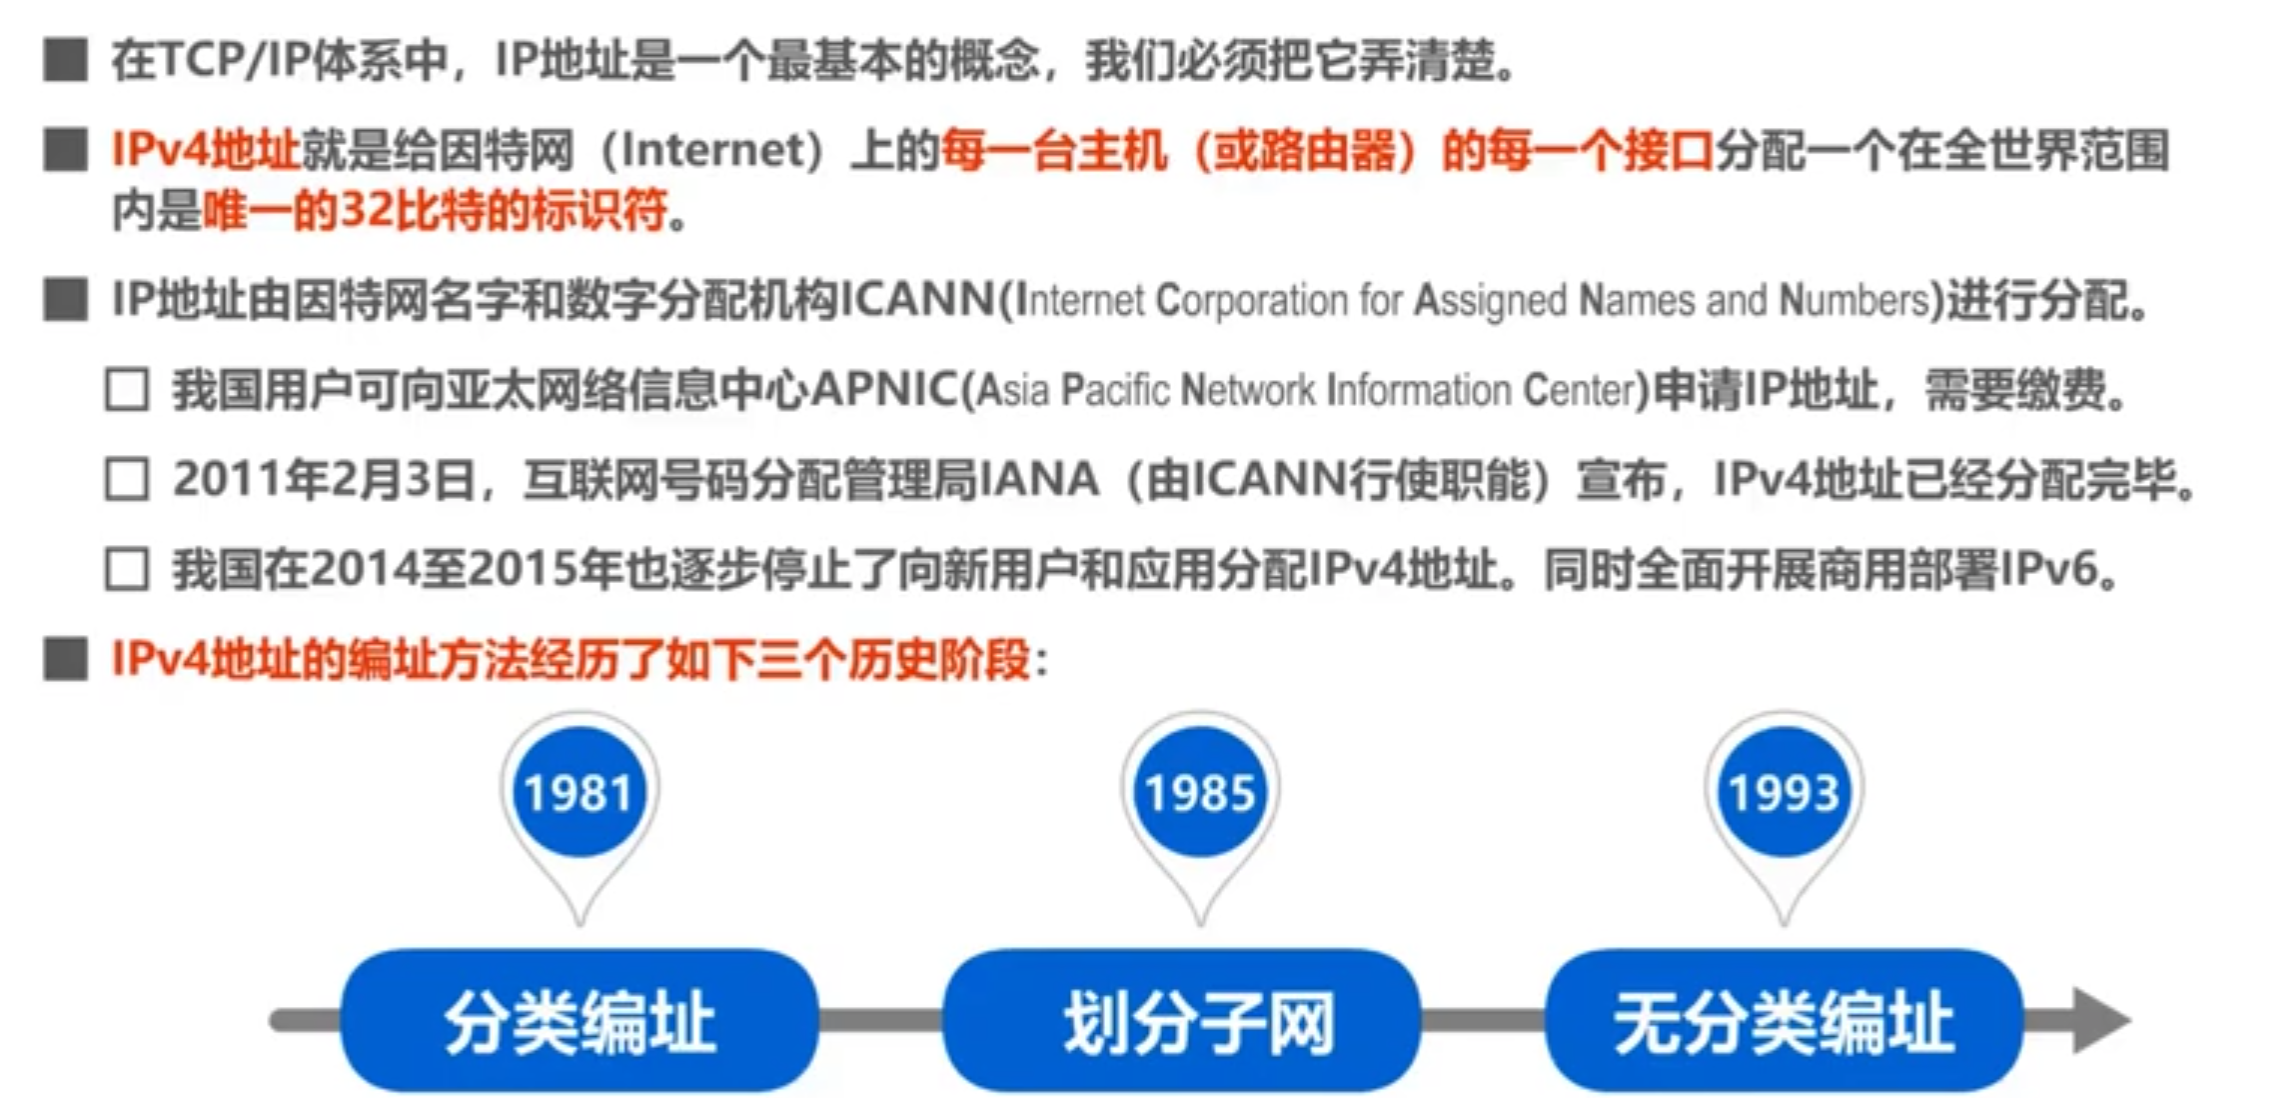 在TCP/IP体系中，IP地址是一个最基本的概念，我们必须把它弄清楚。
IPv4地址就是给因特网（Internet）上的每一台主机（或路由器）的每一个接口分配一个在全世界范围
内是唯一的32比特的标识符。
IP地址由因特网名字和数字分配机构ICANN(Internet Corporation for Assigned Names and Numbers)进行分配。
我国用户可向亚太网络信息中心APNIC(Asia Pacific Network Information Center)申请IP地址，需要缴费。
2011年2月3日，互联网号码分配管理局IANA（由ICANN行使职能）宣布，IPv4地址已经分配完毕。
我国在2014至2015年也逐步停止了向新用户和应用分配IPv4地址。同时全面开展商用部署IPv6。
IPv4地址的编址方法经历了如下三个历史阶段：
1981 1985 1993
分类编址 划分子网 无分类编址